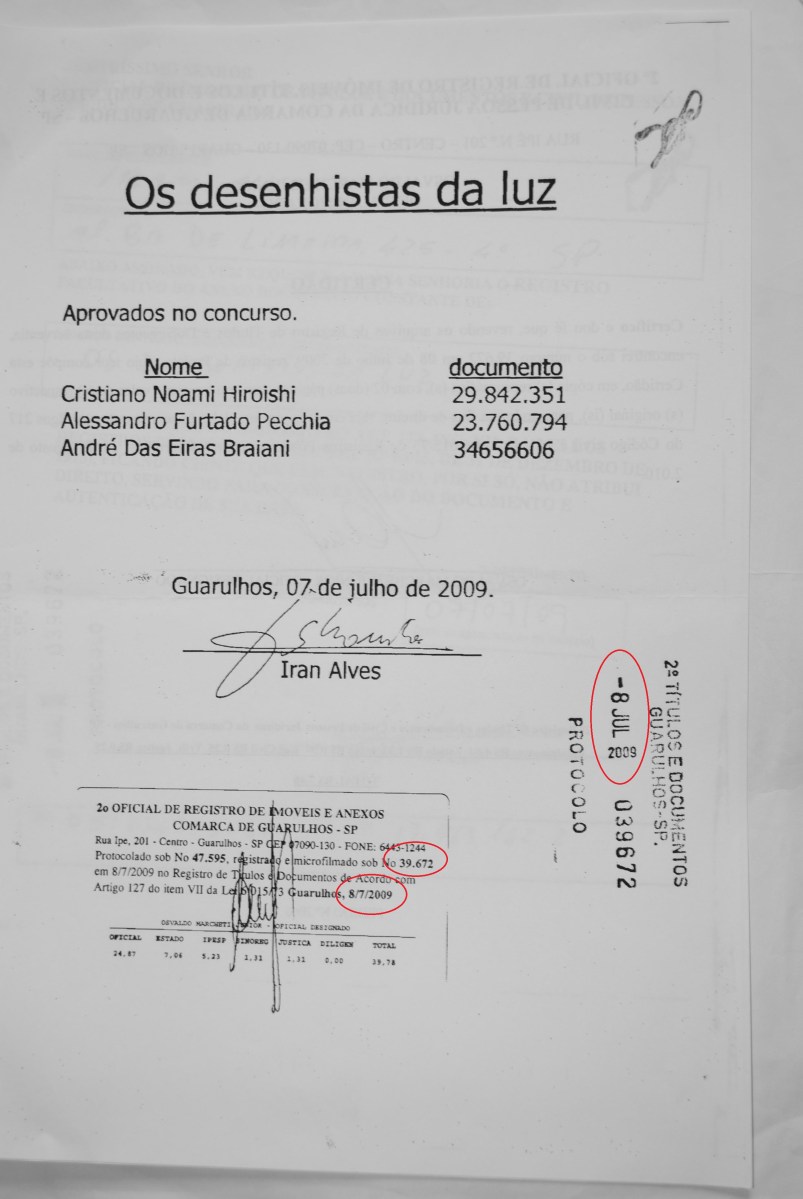 Os desenhistas da luz
Aprovados no concurso.
Nome documento
Cristiano Noami Hiroishi 29.842.351
Alessandro Furtado Pecchia 23.760.794
André Das Eiras Braiani 34656606
Guarulhos, 07 de julho de 2009.
Iran Alves
2º TÍTULOS E DOCUMENTOS
GUARULHOS-SP.
-8 JUL 2009 039672
PROTOCOLO
2o OFICIAL DE REGISTRO DE IMOVEIS E ANEXOS
COMARCA DE GUARULHOS - SP
Rua Ipe, 201 - Centro - Guarulhos - SP CEP 07090-130 - FONE: 6443-1244
Protocolado sob No 47.595, registrado e microfilmado sob No 39.672
em 8/7/2009 no Registro de Titulos e Documentos de Acordo com
Artigo 127 do item VII da Lei Guarulhos, 8/7/2009
OSVALDO MARCHETI JUNIOR - OFICIAL DESIGNADO
OFICIAL ESTADO IPESP SINOREG JUSTICA DILIGEN TOTAL
24,87 7,06 5,23 1,31 1,31 0,00 39,78